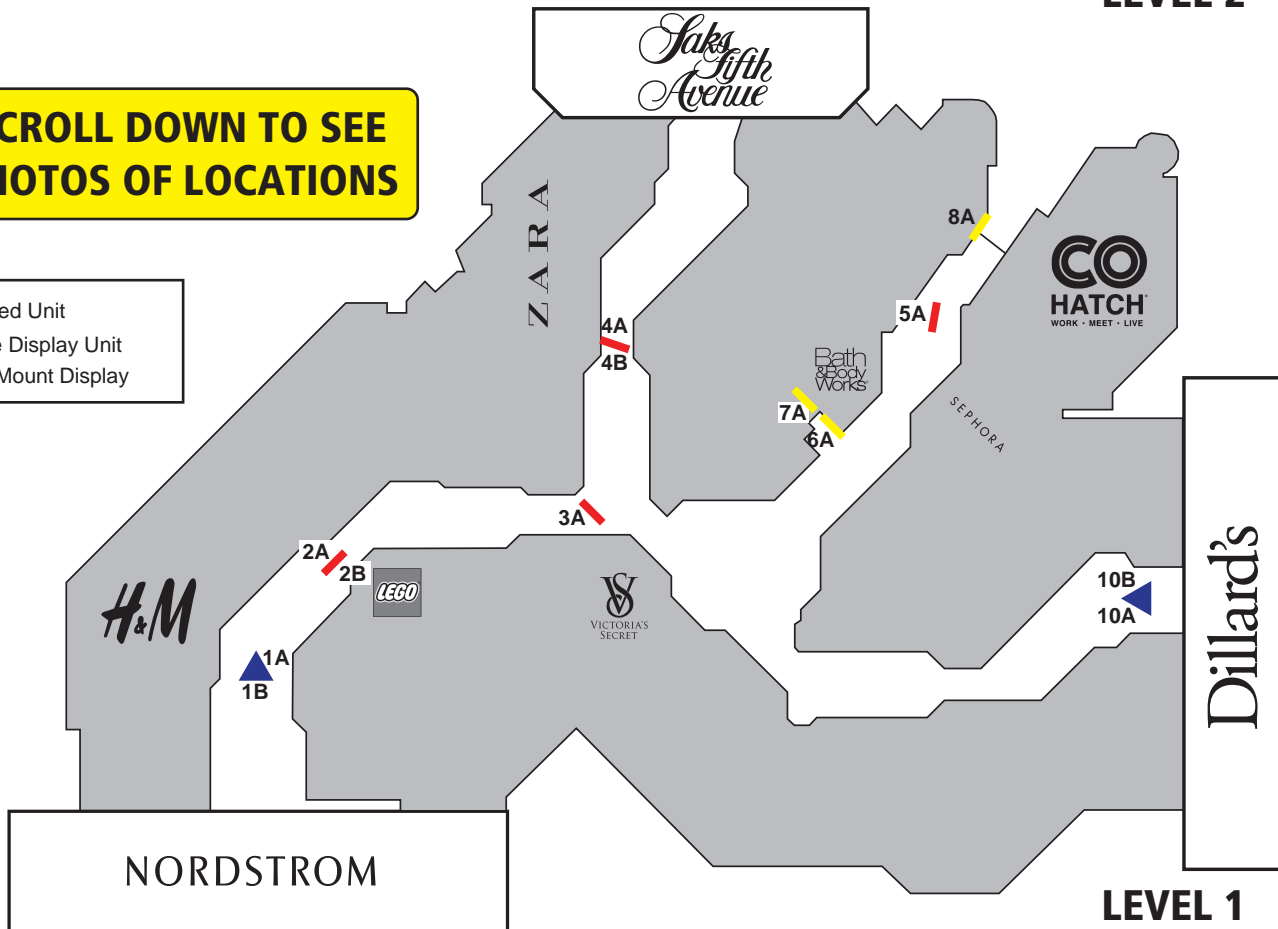 LEVEL 2
Saks
Fifth
Avenue
CROLL DOWN TO SEE
HOTOS OF LOCATIONS
ZARA
8A
CO
HATCH
WORK • MEET • LIVE
ed Unit
e Display Unit
Mount Display
4A
4B
5A
Bath
&Body
Works
7A
6A
SEPHORA
3A
2A
2B
LEGO
H&M
VS
VICTORIA'S
SECRET
10B
10A
1A
1B
Dillard's
NORDSTROM
LEVEL 1